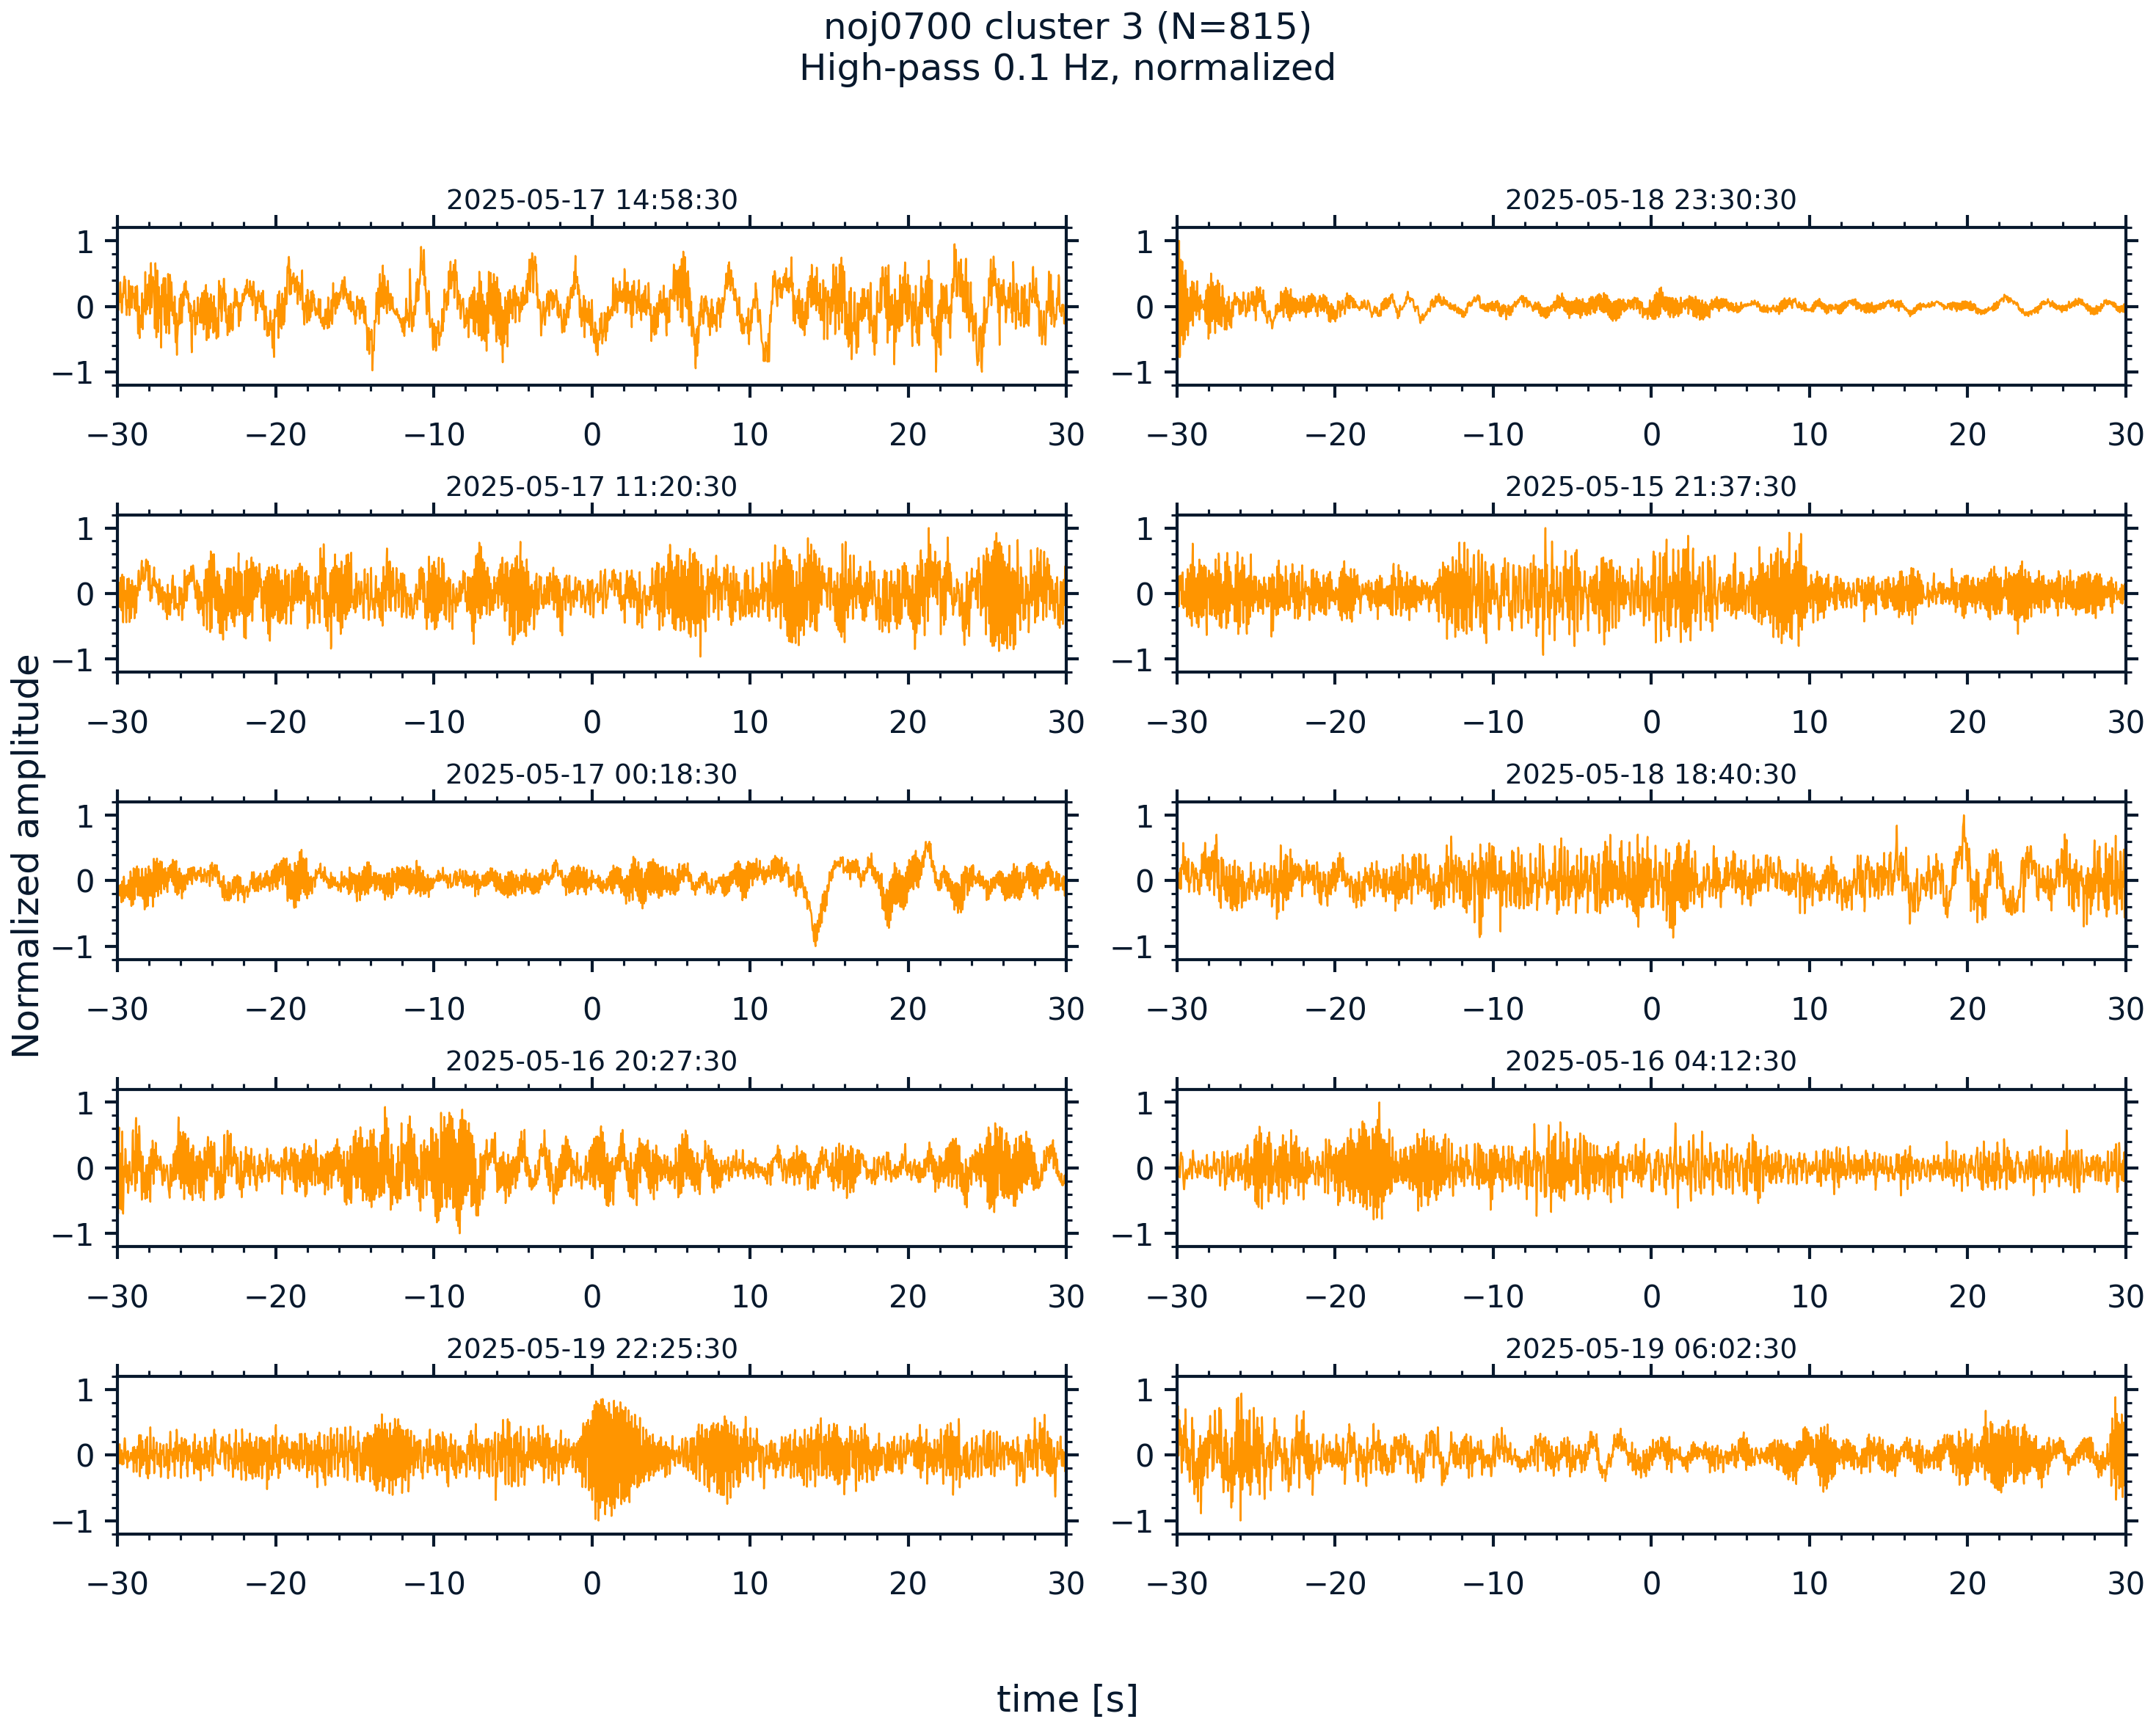 noj0700 cluster 3 (N=815)
High-pass 0.1 Hz, normalized
2025-05-17 14:58:30
1
0
−1
−30 −20 −10 0 10 20 30
2025-05-18 23:30:30
1
0
−1
−30 −20 −10 0 10 20 30
2025-05-17 11:20:30
1
0
−1
−30 −20 −10 0 10 20 30
2025-05-15 21:37:30
1
0
−1
−30 −20 −10 0 10 20 30
2025-05-17 00:18:30
1
0
−1
−30 −20 −10 0 10 20 30
2025-05-18 18:40:30
1
0
−1
−30 −20 −10 0 10 20 30
2025-05-16 20:27:30
1
0
−1
−30 −20 −10 0 10 20 30
2025-05-16 04:12:30
1
0
−1
−30 −20 −10 0 10 20 30
2025-05-19 22:25:30
1
0
−1
−30 −20 −10 0 10 20 30
2025-05-19 06:02:30
1
0
−1
−30 −20 −10 0 10 20 30
Normalized amplitude
time [s]